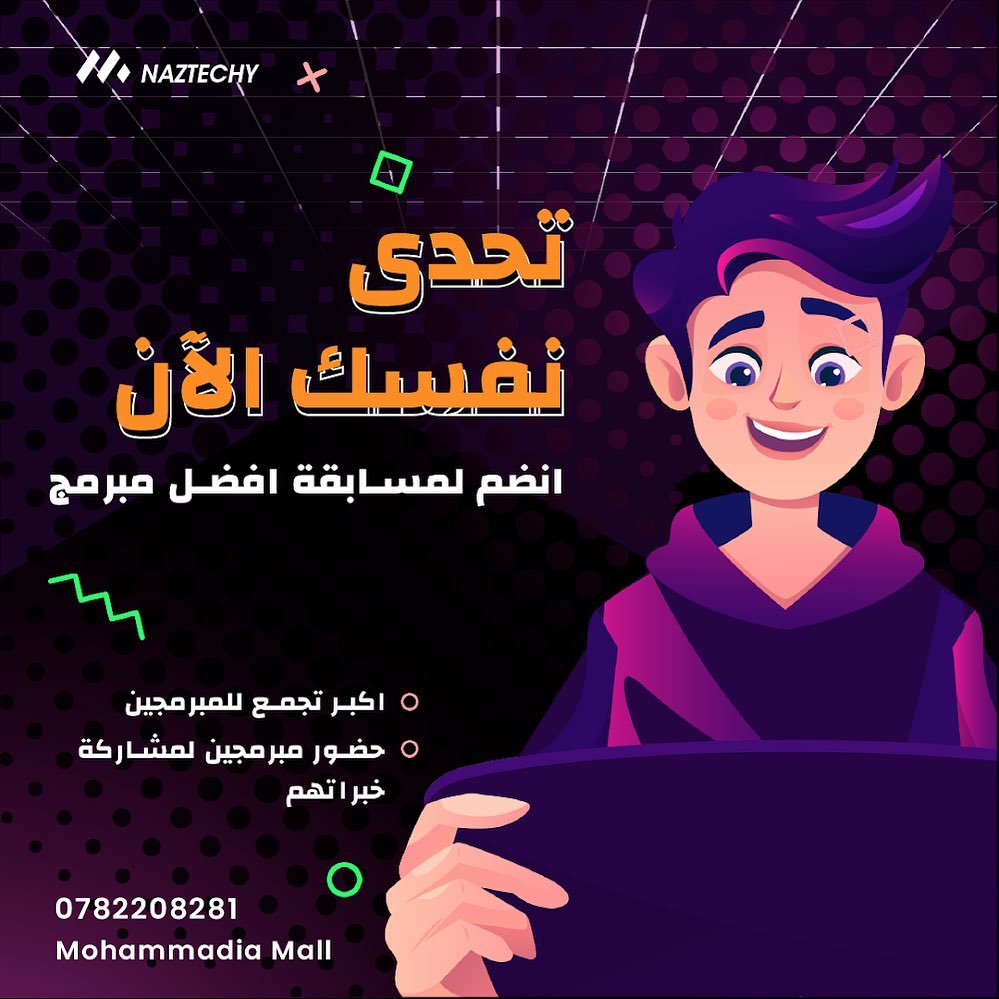 NAZTECHY
تحدى
نفسك الآن
انضم لمسابقة افضل مبرمج
اكبر تجمع للمبرمجين
حضور مبرمجين لمشاركة
خبراتهم
0782208281
Mohammadia Mall